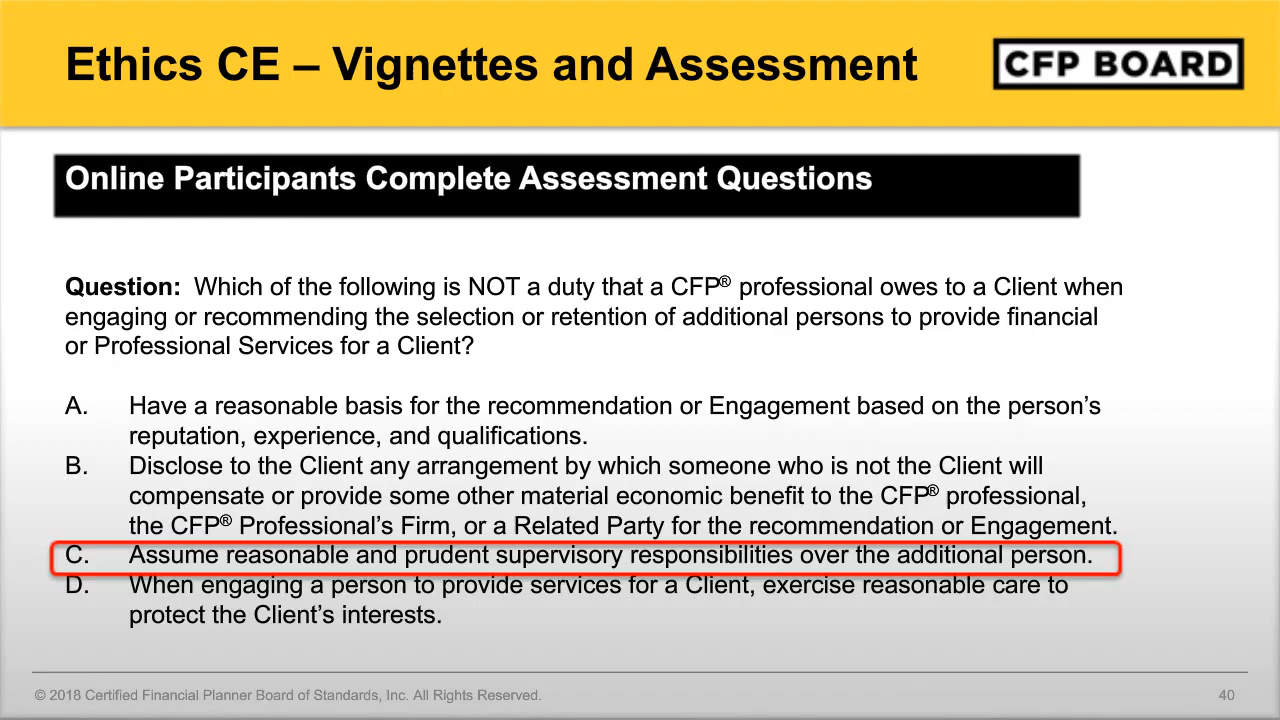 Ethics CE – Vignettes and Assessment
CFP BOARD
Online Participants Complete Assessment Questions
Question: Which of the following is NOT a duty that a CFP® professional owes to a Client when
engaging or recommending the selection or retention of additional persons to provide financial
or Professional Services for a Client?
A. Have a reasonable basis for the recommendation or Engagement based on the person’s
reputation, experience, and qualifications.
B. Disclose to the Client any arrangement by which someone who is not the Client will
compensate or provide some other material economic benefit to the CFP® professional,
the CFP® Professional’s Firm, or a Related Party for the recommendation or Engagement.
C. Assume reasonable and prudent supervisory responsibilities over the additional person.
D. When engaging a person to provide services for a Client, exercise reasonable care to
protect the Client’s interests.
© 2018 Certified Financial Planner Board of Standards, Inc. All Rights Reserved.
40